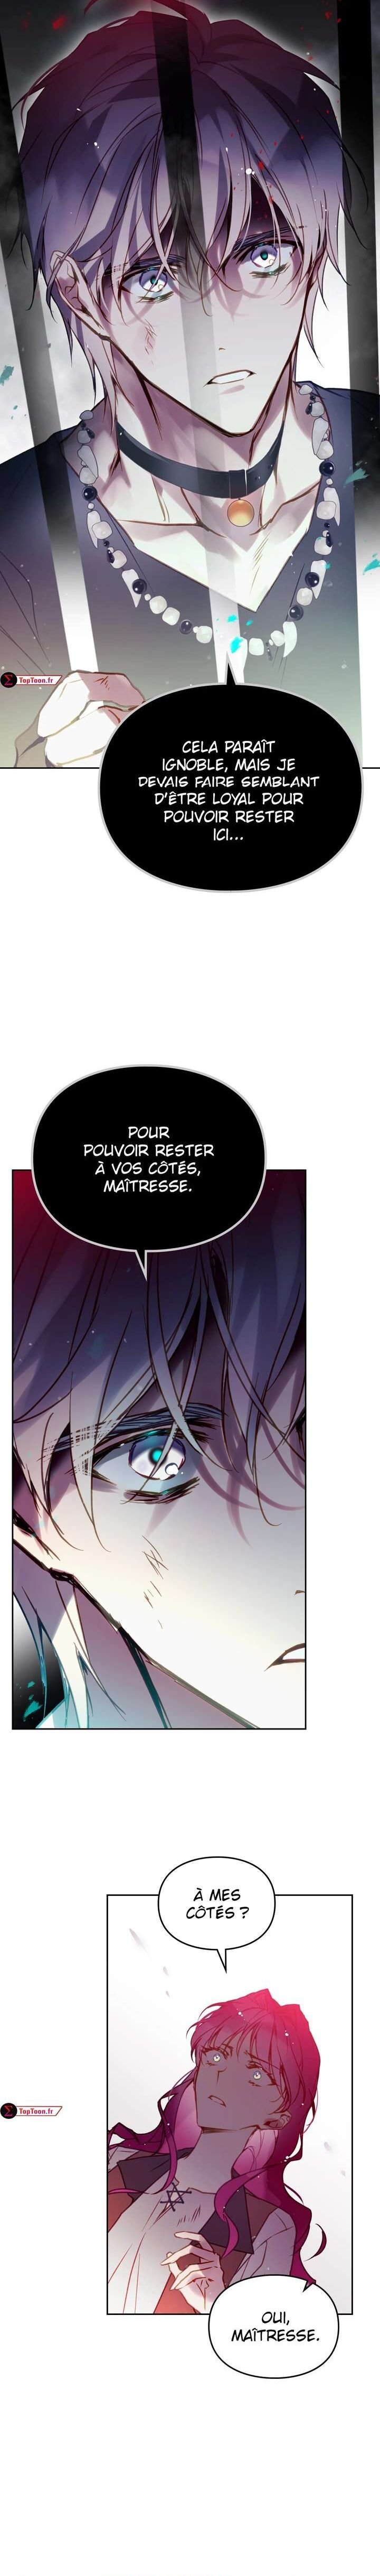 TopToon.fr
CELA PARAÎT
IGNOBLE, MAIS JE
DEVAIS FAIRE SEMBLANT
D'ÊTRE LOYAL POUR
POUVOIR RESTER
ICI...
POUR
POUVOIR RESTER
À VOS CÔTÉS,
MAÎTRESSE.
À MES
CÔTÉS ?
TopToon.fr
OUI,
MAÎTRESSE.